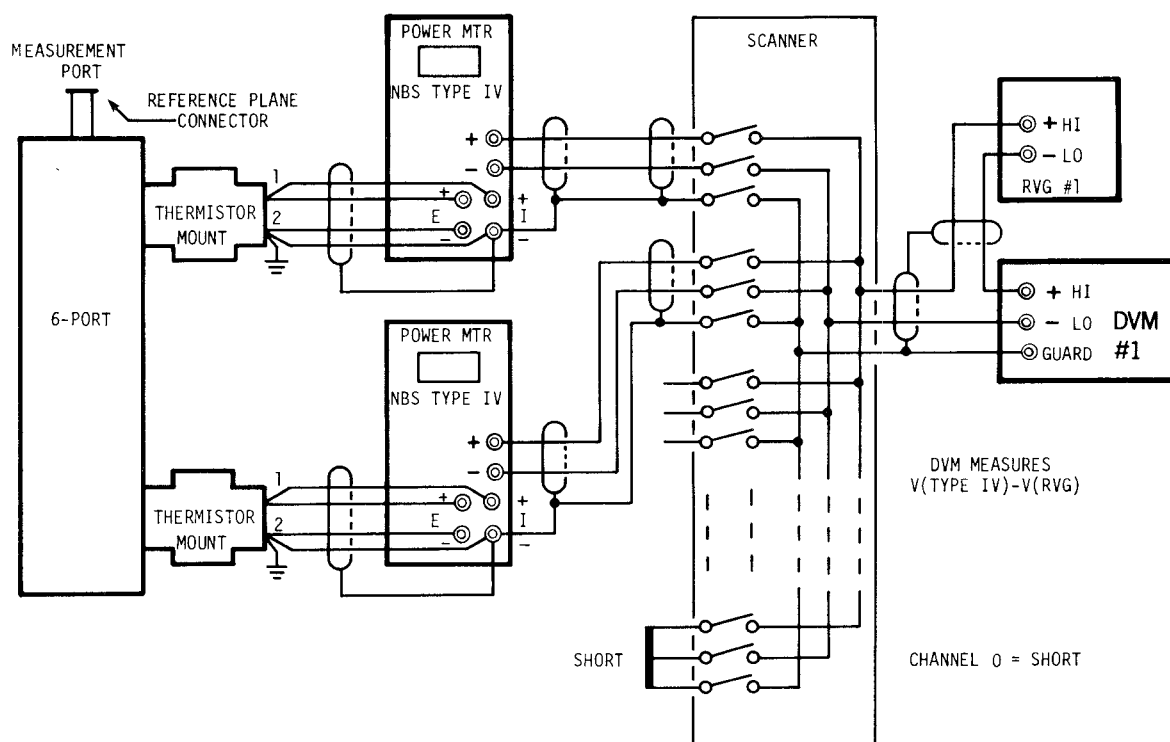 MEASUREMENT
PORT
REFERENCE PLANE
CONNECTOR
6-PORT
THERMISTOR
MOUNT
1
2
POWER MTR
NBS TYPE IV
+
-
+
E
-
+
I
-
THERMISTOR
MOUNT
1
2
POWER MTR
NBS TYPE IV
+
-
+
E
-
+
I
-
SCANNER
SHORT
+ HI
- LO
RVG #1
+ HI
- LO
GUARD
DVM
#1
DVM MEASURES
V(TYPE IV)-V(RVG)
CHANNEL 0 = SHORT